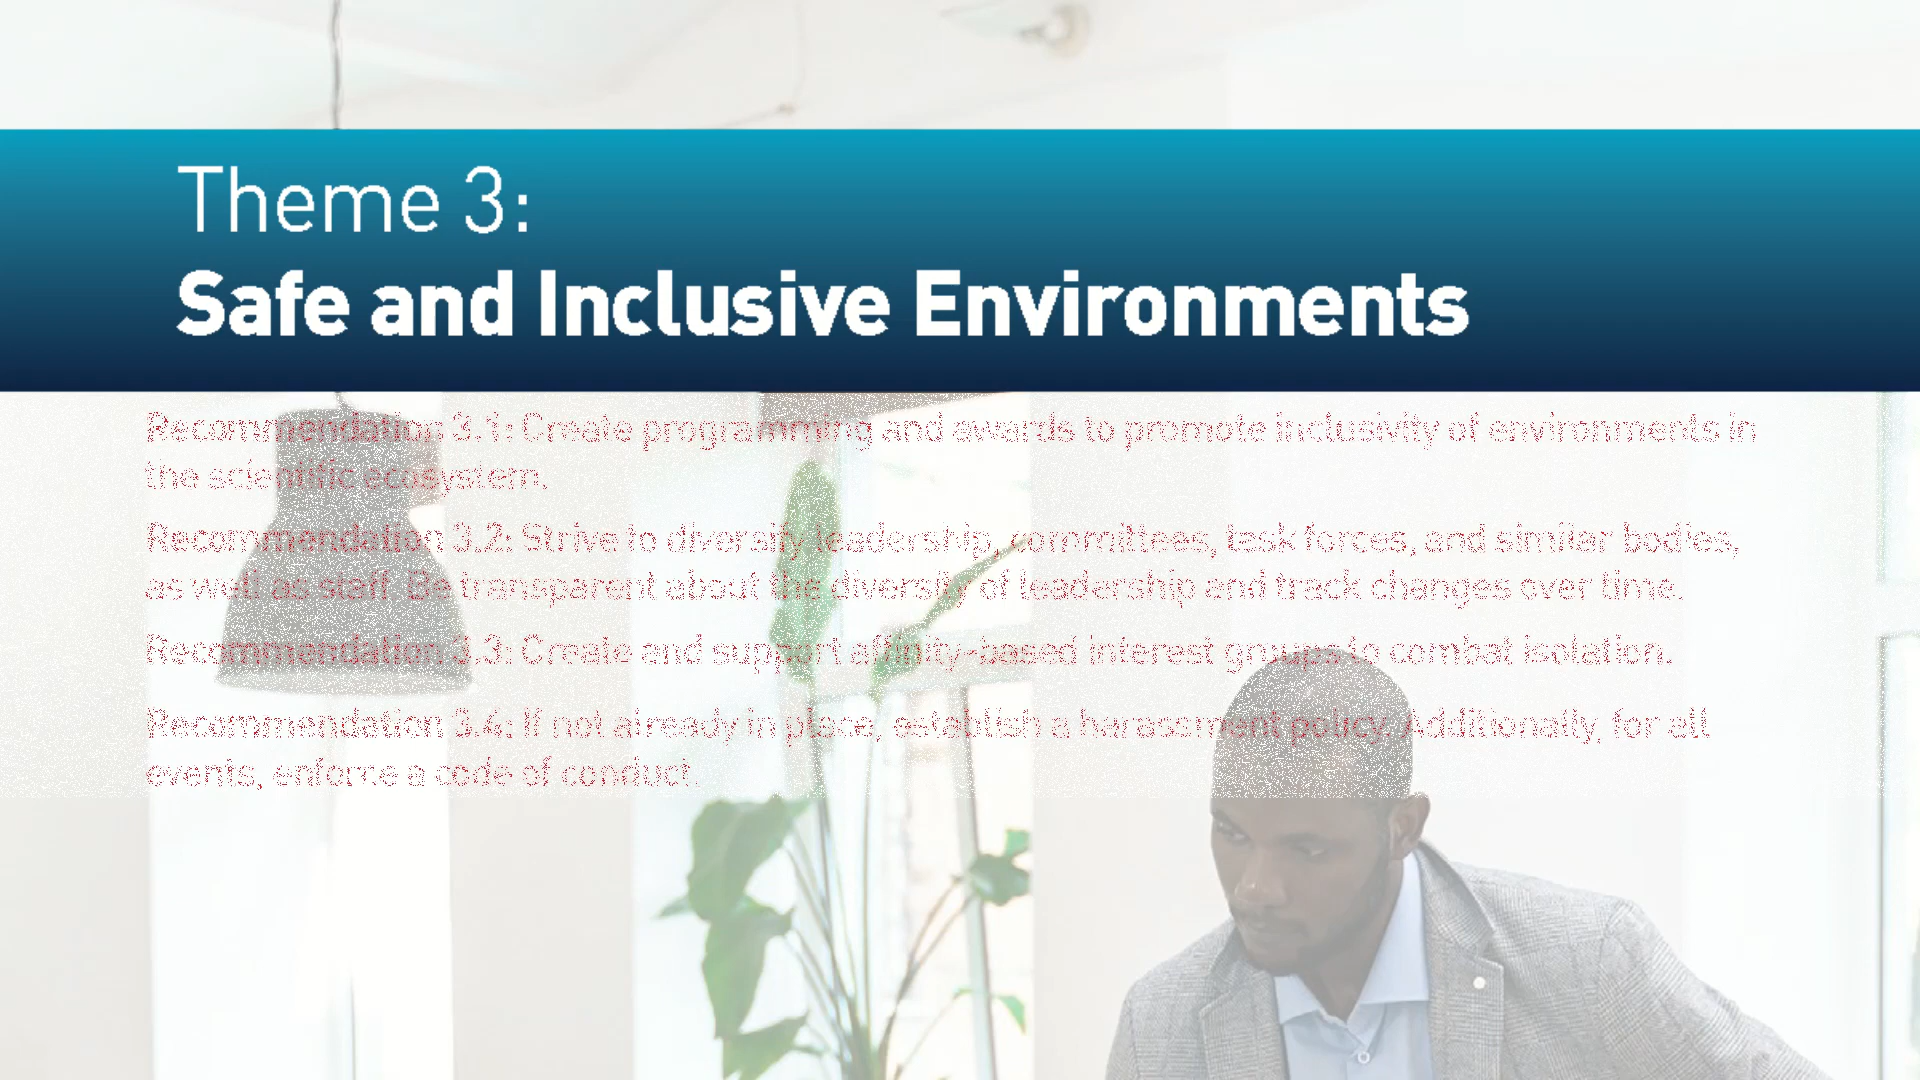 Theme 3:
Safe and Inclusive Environments
Recommendation 3.1: Create programming and awards to promote inclusivity of environments in
the scientific ecosystem.
Recommendation 3.2: Strive to diversify leadership, committees, task forces, and similar bodies,
as well as staff. Be transparent about the diversity of leadership and track changes over time.
Recommendation 3.3: Create and support affinity-based interest groups to combat isolation.
Recommendation 3.4: If not already in place, establish a harassment policy. Additionally, for all
events, enforce a code of conduct.